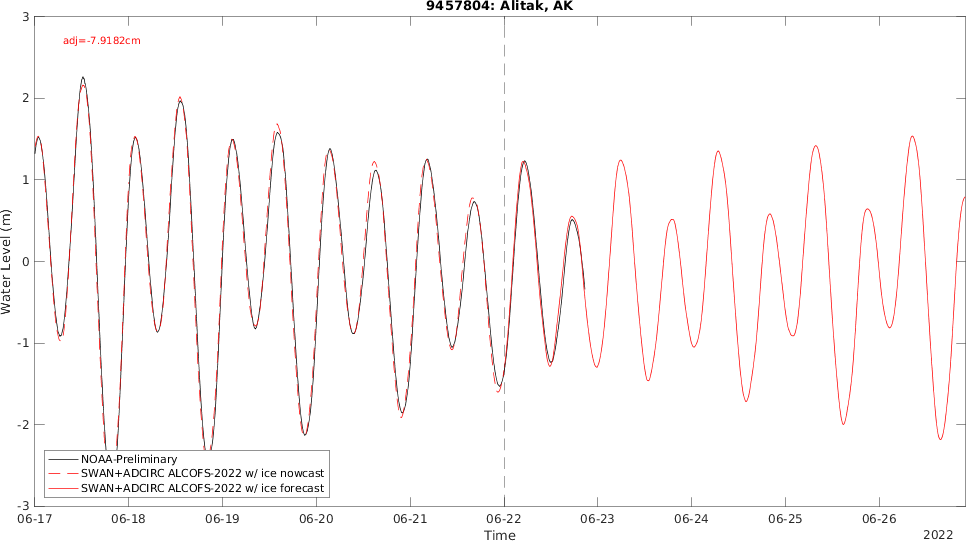 9457804: Alitak, AK
adj=-7.9182cm
Water Level (m)
3
2
1
0
-1
-2
-3
NOAA-Preliminary
SWAN+ADCIRC ALCOFS-2022 w/ ice nowcast
SWAN+ADCIRC ALCOFS-2022 w/ ice forecast
06-17 06-18 06-19 06-20 06-21 06-22 06-23 06-24 06-25 06-26
Time
2022